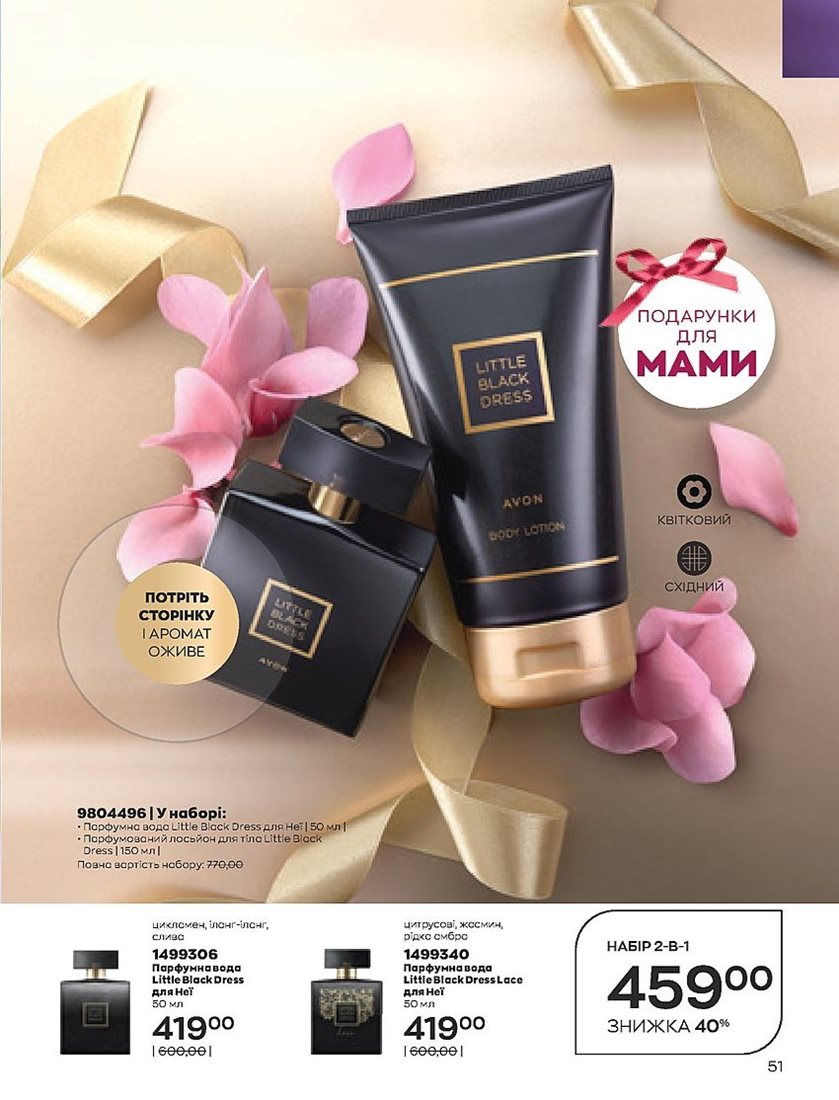 LITTLE
BLACK
DRESS
AVON
BODY LOTION
ПОДАРУНКИ
ДЛЯ
МАМИ
КВІТКОВИЙ
СХІДНИЙ
LITTLE
BLACK
DRESS
AVON
ПОТРІТЬ
СТОРІНКУ
І АРОМАТ
ОЖИВЕ
9804496 | У наборі:
• Парфумна вода Little Black Dress для Неї | 50 мл |
• Парфумований лосьйон для тіла Little Black
Dress | 150 мл |
Повна вартість набору: 770,00
цикламен, іланг-іланг,
слива
1499306
Парфумна вода
Little Black Dress
для Неї
50 мл
41900
| 600,00 |
цитрусові, жасмин,
рідка амбра
1499340
Парфумна вода
Little Black Dress Lace
для Неї
50 мл
41900
| 600,00 |
НАБІР 2-В-1
45900
ЗНИЖКА 40%
51